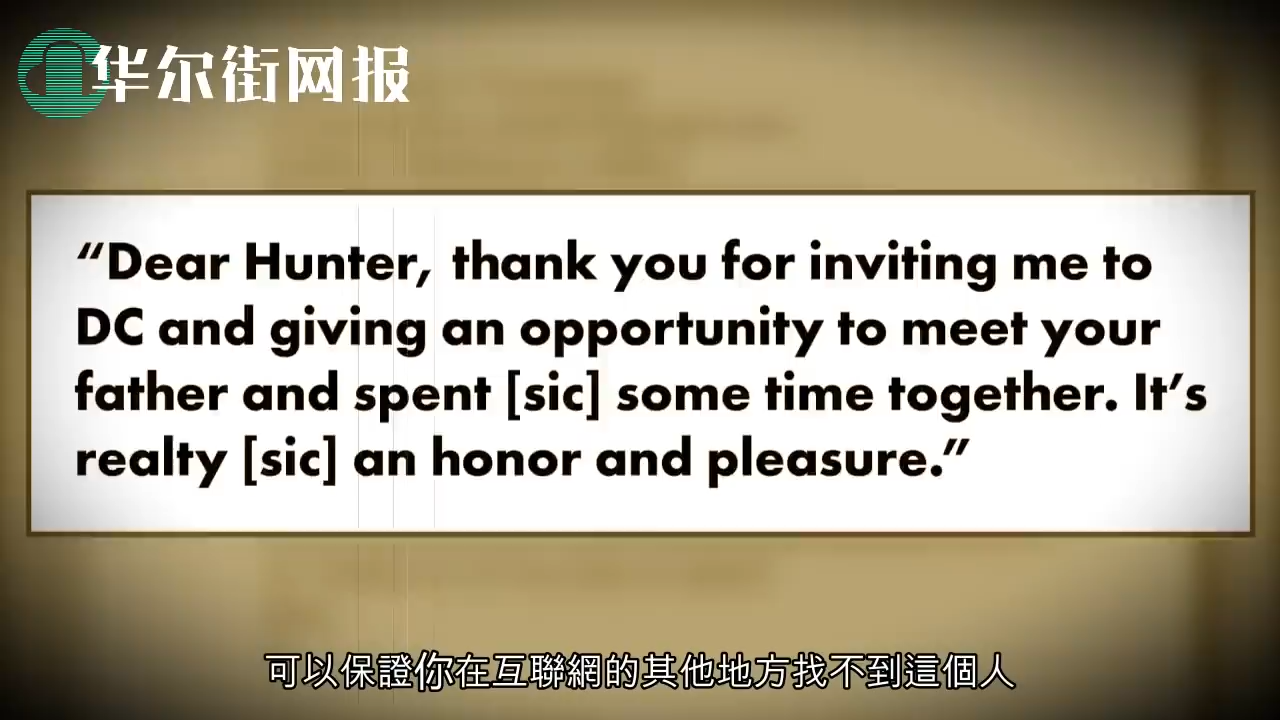 华尔街网报
“Dear Hunter, thank you for inviting me to
DC and giving an opportunity to meet your
father and spent [sic] some time together. It’s
realty [sic] an honor and pleasure.”
可以保證你在互聯網的其他地方找不到這個人